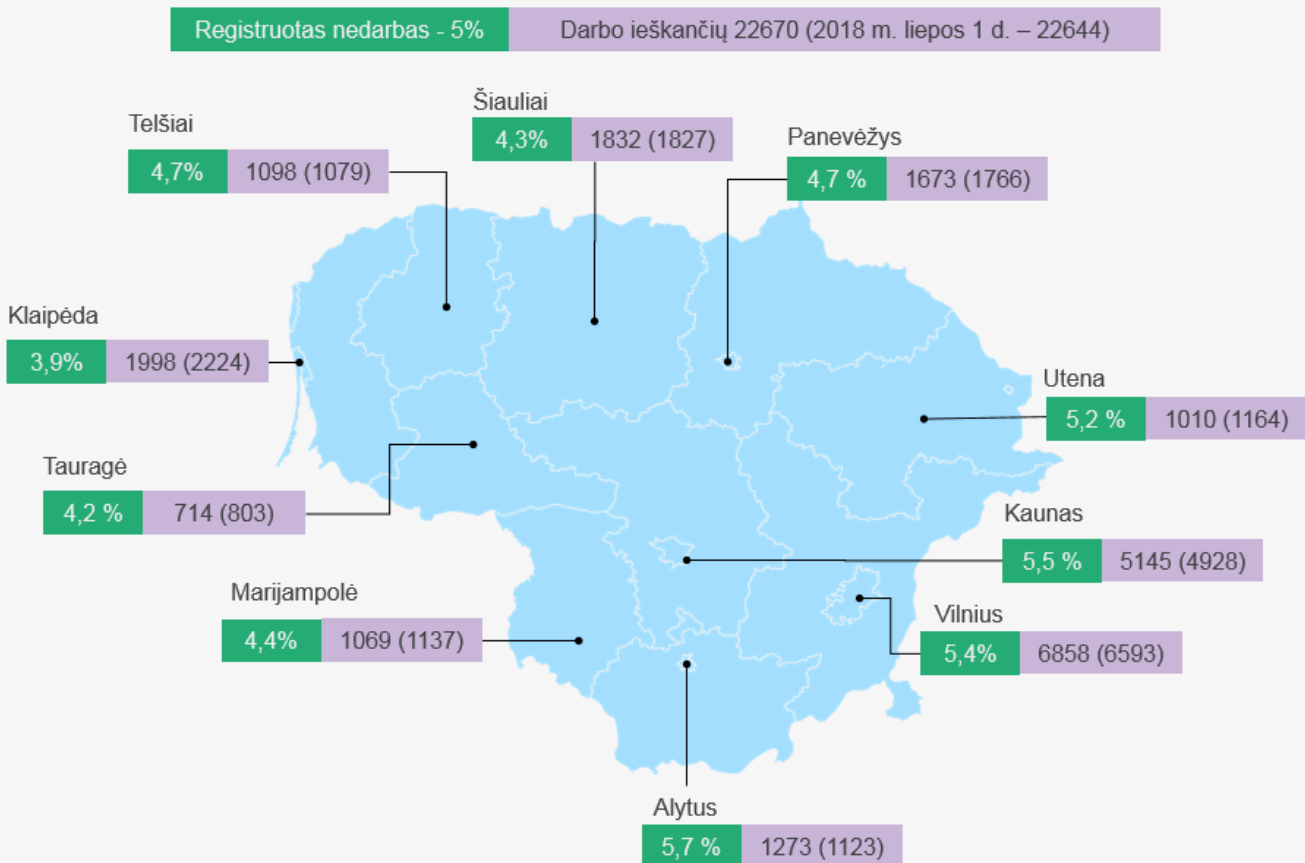 Registruotas nedarbas - 5% Darbo ieškančių 22670 (2018 m. liepos 1 d. – 22644)
Šiauliai
4,3% 1832 (1827)
Telšiai
4,7% 1098 (1079)
Panevėžys
4,7 % 1673 (1766)
Klaipėda
3,9% 1998 (2224)
Utena
5,2 % 1010 (1164)
Tauragė
4,2 % 714 (803)
Kaunas
5,5 % 5145 (4928)
Marijampolė
4,4% 1069 (1137)
Vilnius
5,4% 6858 (6593)
Alytus
5,7 % 1273 (1123)